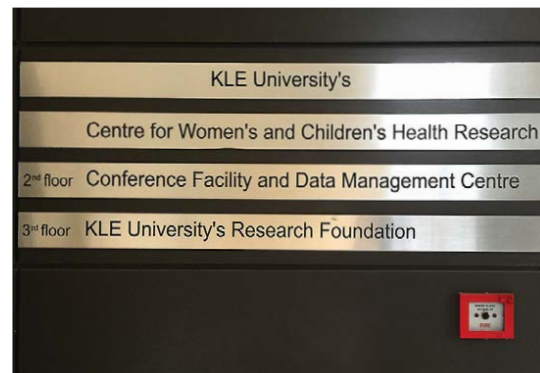 KLE University's
Centre for Women's and Children's Health Research
2nd floor Conference Facility and Data Management Centre
3rd floor KLE University's Research Foundation
FIRE